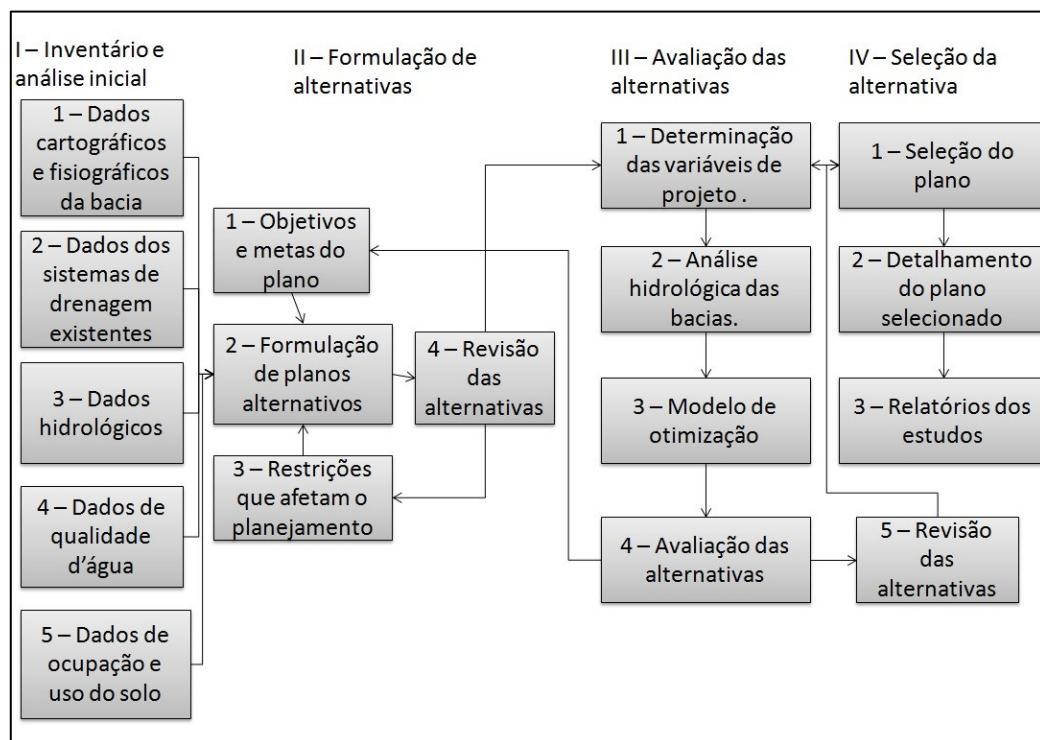 I – Inventário e
análise inicial
1 – Dados
cartográficos
e fisiográficos
da bacia
2 – Dados dos
sistemas de
drenagem
existentes
3 – Dados
hidrológicos
4 – Dados de
qualidade
d’água
5 – Dados de
ocupação e
uso do solo
II – Formulação de
alternativas
1 – Objetivos
e metas do
plano
2 – Formulação
de planos
alternativos
3 – Restrições
que afetam o
planejamento
4 – Revisão
das
alternativas
III – Avaliação das
alternativas
1 – Determinação
das variáveis de
projeto .
2 – Análise
hidrológica das
bacias.
3 – Modelo de
otimização
4 – Avaliação das
alternativas
5 – Revisão
das
alternativas
IV – Seleção da
alternativa
1 – Seleção do
plano
2 – Detalhamento
do plano
selecionado
3 – Relatórios dos
estudos